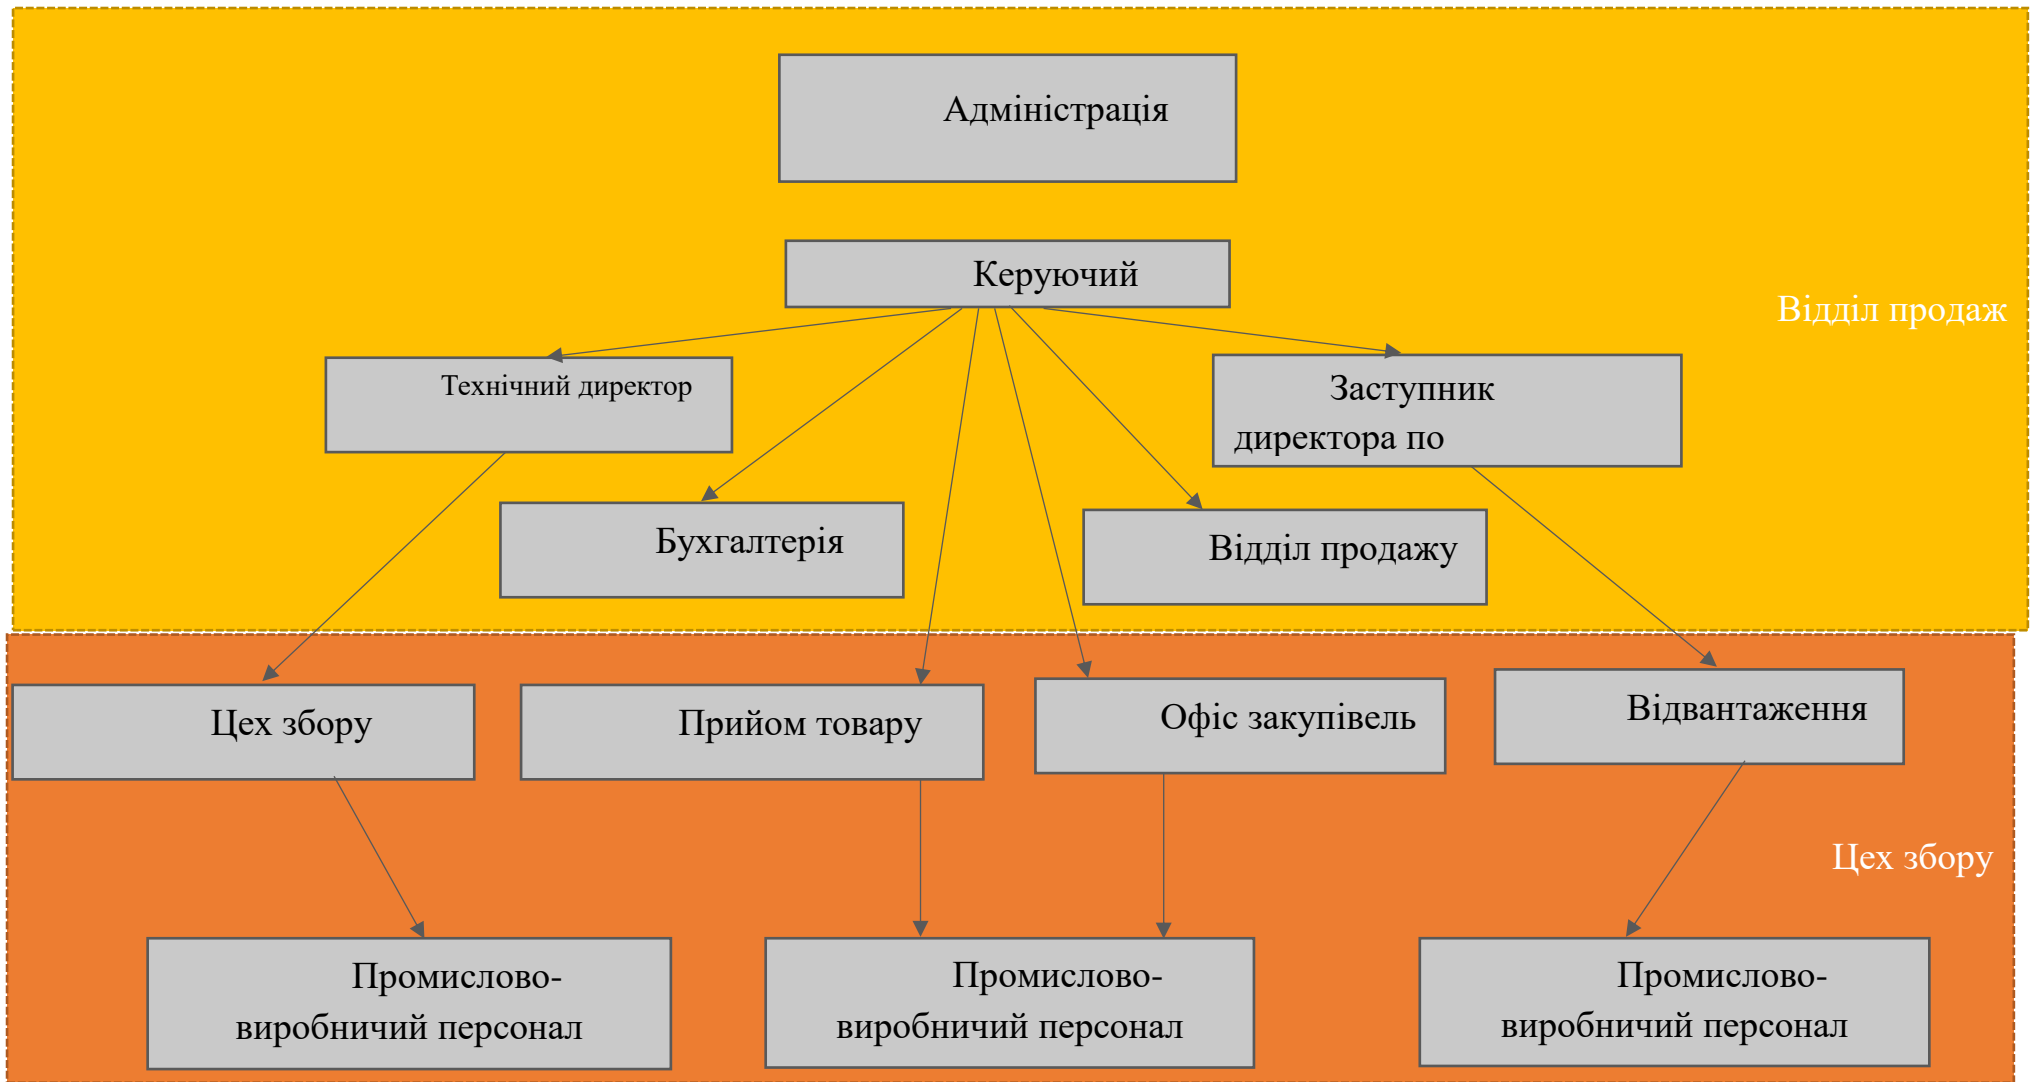 Адміністрація
Керуючий
Відділ продаж
Технічний директор
Заступник
директора по
Бухгалтерія
Відділ продажу
Цех збору
Прийом товару
Офіс закупівель
Відвантаження
Цех збору
Промислово-
виробничий персонал
Промислово-
виробничий персонал
Промислово-
виробничий персонал